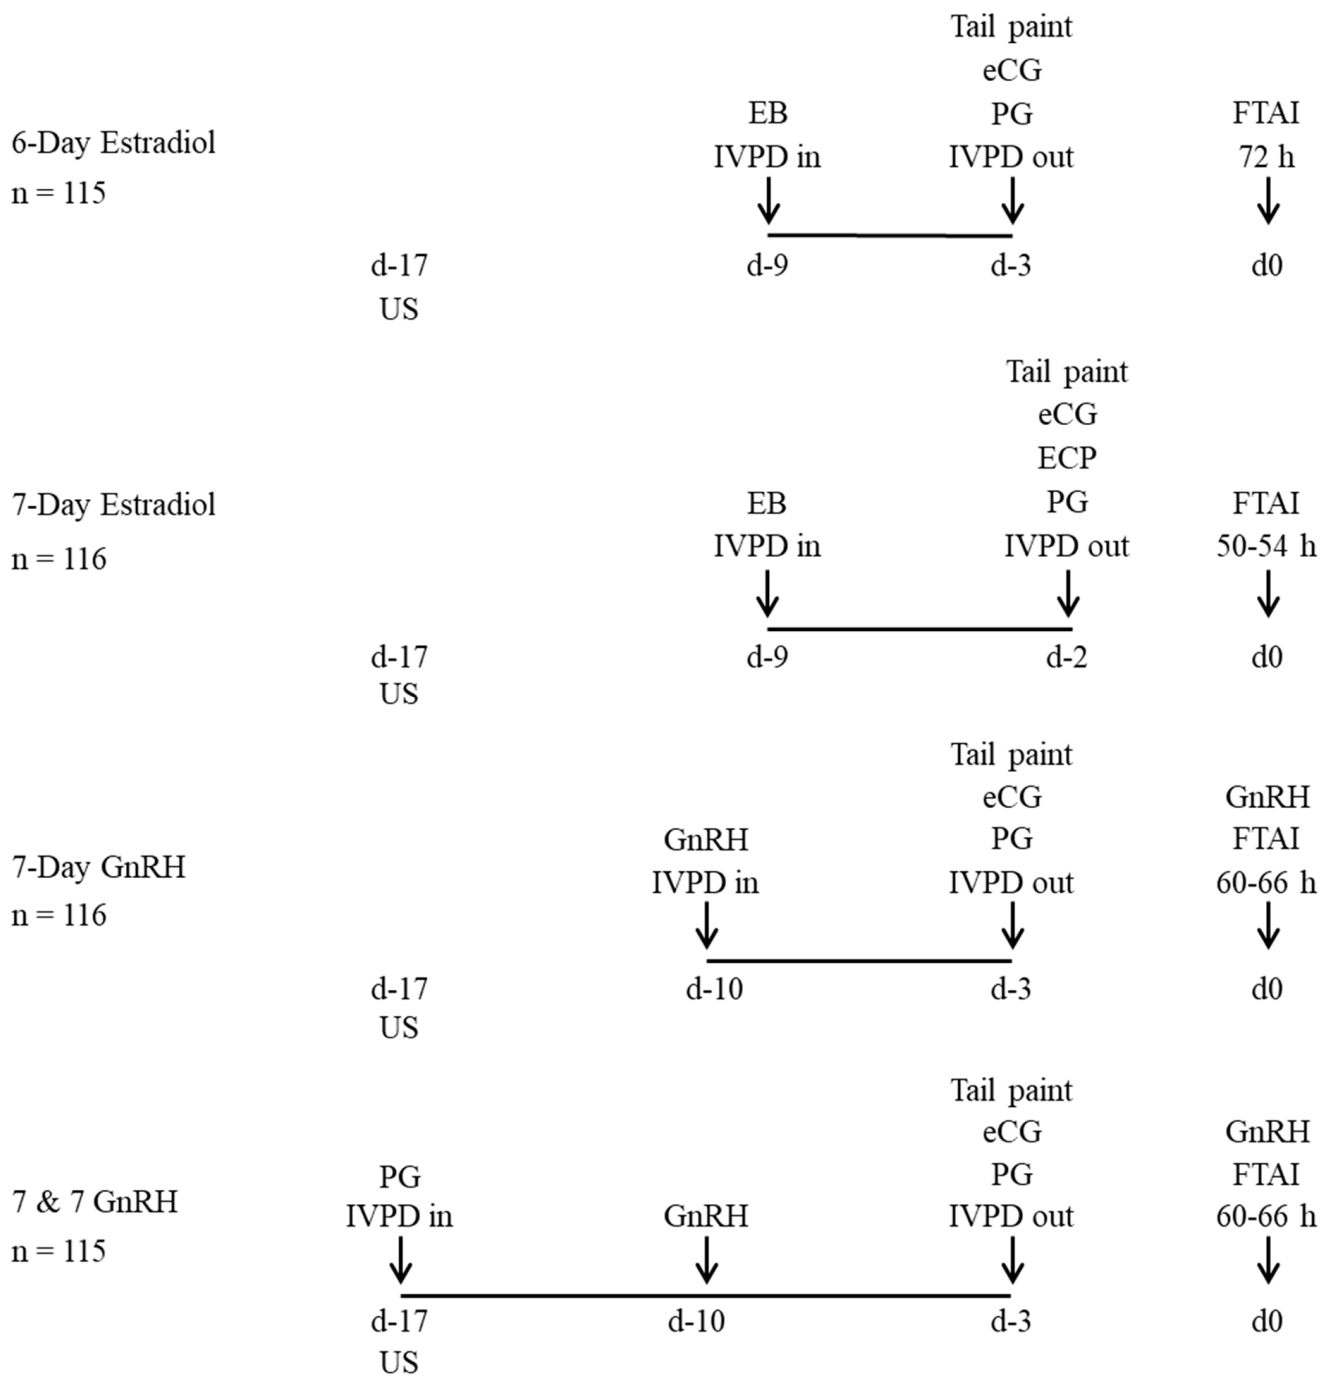 Tail paint
eCG
EB PG FTAI
6-Day Estradiol
IVPD in IVPD out 72 h
n = 115
d-17 d-9 d-3 d0
US
Tail paint
eCG
ECP
7-Day Estradiol
EB PG FTAI
IVPD in IVPD out 50-54 h
n = 116
d-17 d-9 d-2 d0
US
Tail paint
eCG GnRH
GnRH PG FTAI
7-Day GnRH
IVPD in IVPD out 60-66 h
n = 116
d-17 d-10 d-3 d0
US
Tail paint
eCG GnRH
PG PG FTAI
7 & 7 GnRH
IVPD in GnRH IVPD out 60-66 h
n = 115
d-17 d-10 d-3 d0
US